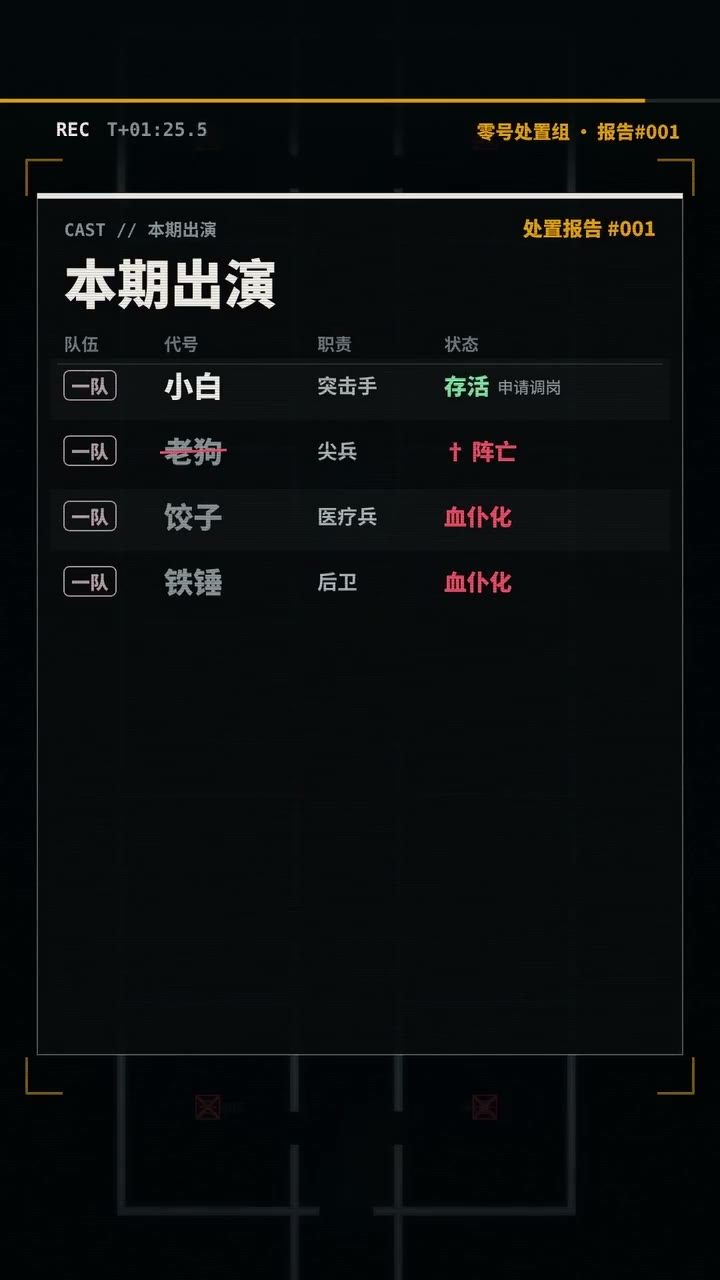 REC T+01:25.5 零号处置组 • 报告#001
CAST // 本期出演 处置报告 #001
本期出演
队伍 代号 职责 状态
一队 小白 突击手 存活 申请调岗
一队 老狗 尖兵 † 阵亡
一队 饺子 医疗兵 血仆化
一队 铁锤 后卫 血仆化